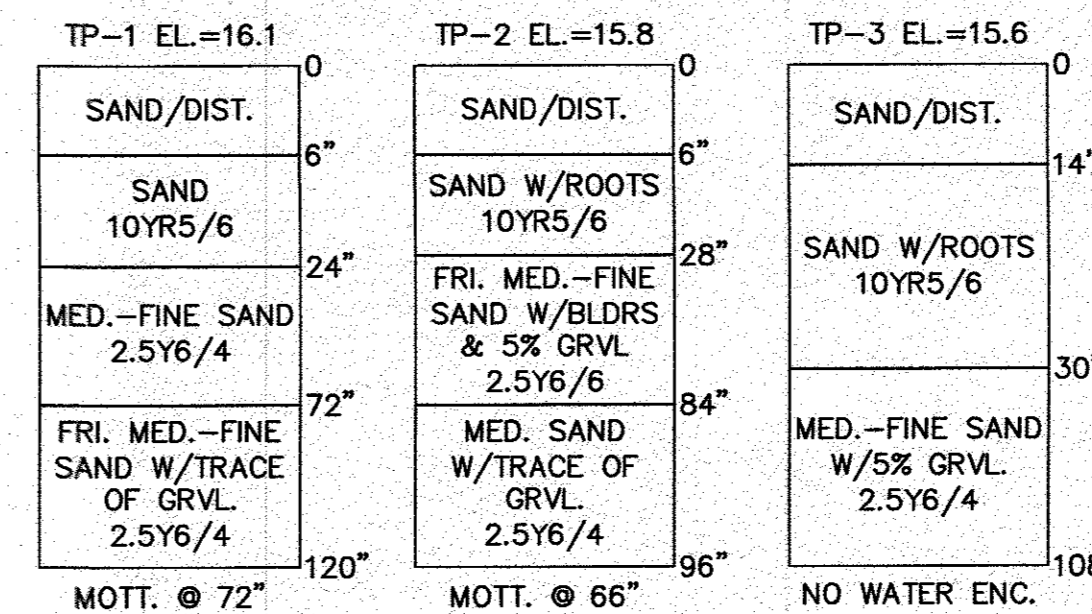 TP-1 EL.=16.1
0
SAND/DIST.
6"
SAND
10YR5/6
24"
MED.-FINE SAND
2.5Y6/4
72"
FRI. MED.-FINE
SAND W/TRACE
OF GRVL.
2.5Y6/4
120"
MOTT. @ 72"
TP-2 EL.=15.8
0
SAND/DIST.
6"
SAND W/ROOTS
10YR5/6
28"
FRI. MED.-FINE
SAND W/BLDRS
& 5% GRVL
2.5Y6/6
84"
MED. SAND
W/TRACE OF
GRVL.
2.5Y6/4
96"
MOTT. @ 66"
TP-3 EL.=15.6
0
SAND/DIST.
14"
SAND W/ROOTS
10YR5/6
30
MED.-FINE SAND
W/5% GRVL.
2.5Y6/4
108
NO WATER ENC.